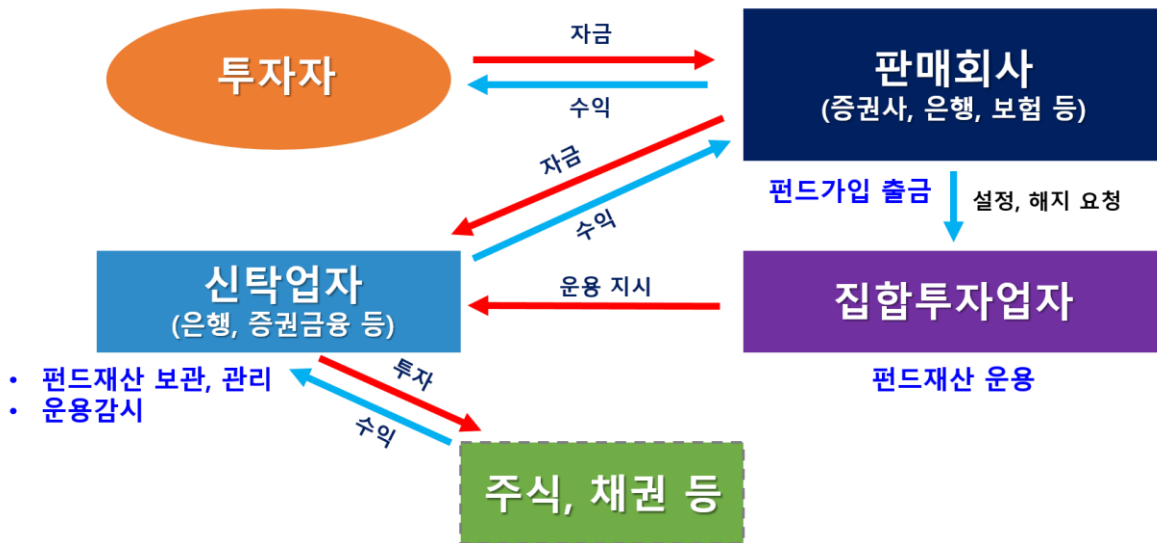 투자자
자금
수익
판매회사
(증권사, 은행, 보험 등)
자금
수익
펀드가입 출금
설정, 해지 요청
신탁업자
(은행, 증권금융 등)
운용 지시
집합투자업자
• 펀드재산 보관, 관리
• 운용감시
투자
수익
펀드재산 운용
주식, 채권 등